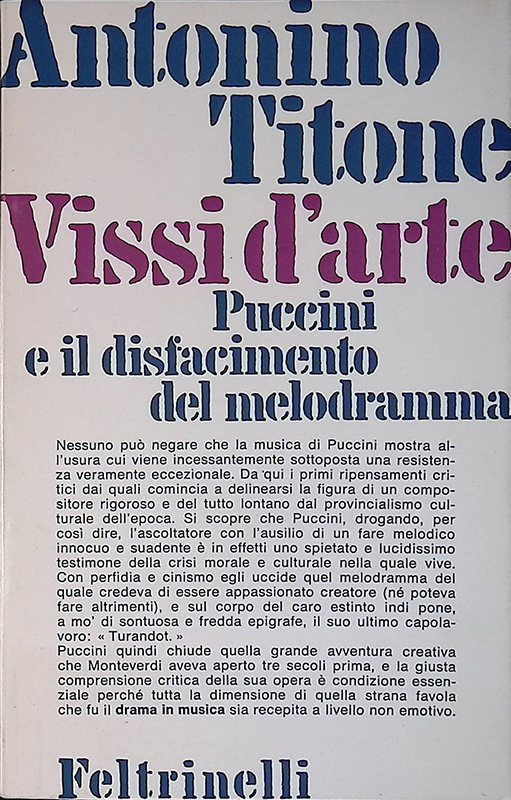 Antonino
Titone
Vissi d'arte
Puccini
e il disfacimento
del melodramma
Nessuno può negare che la musica di Puccini mostra al-
l'usura cui viene incessantemente sottoposta una resisten-
za veramente eccezionale. Da qui i primi ripensamenti cri-
tici dai quali comincia a delinearsi la figura di un compo-
sitore rigoroso e del tutto lontano dal provincialismo cul-
turale dell'epoca. Si scopre che Puccini, drogando, per
così dire, l'ascoltatore con l'ausilio di un fare melodico
innocuo e suadente è in effetti uno spietato e lucidissimo
testimone della crisi morale e culturale nella quale vive.
Con perfidia e cinismo egli uccide quel melodramma del
quale credeva di essere appassionato creatore (né poteva
fare altrimenti), e sul corpo del caro estinto indi pone,
a mo' di sontuosa e fredda epigrafe, il suo ultimo capola-
voro: « Turandot. »
Puccini quindi chiude quella grande avventura creativa
che Monteverdi aveva aperto tre secoli prima, e la giusta
comprensione critica della sua opera è condizione essen-
ziale perché tutta la dimensione di quella strana favola
che fu il drama in musica sia recepita a livello non emotivo.
Feltrinelli